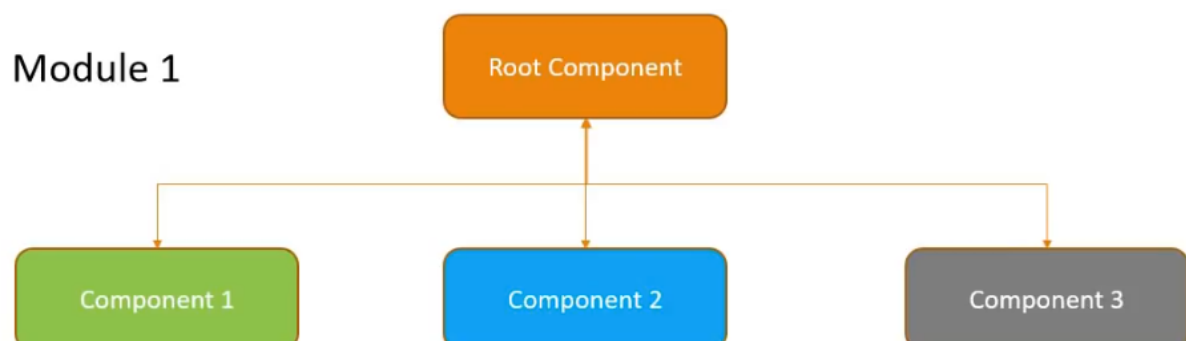 Module 1
Root Component
Component 1
Component 2
Component 3